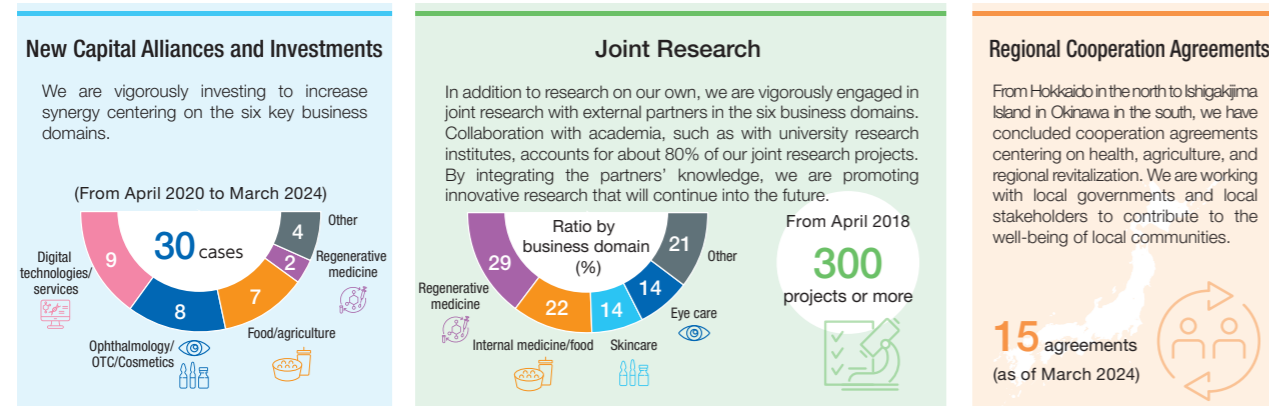 New Capital Alliances and Investments
We are vigorously investing to increase
synergy centering on the six key business
domains.
(From April 2020 to March 2024)
30 cases
9
Digital
technologies/
services
8
Ophthalmology/
OTC/Cosmetics
7
Food/agriculture
2
Regenerative
medicine
4
Other
Joint Research
In addition to research on our own, we are vigorously engaged in
joint research with external partners in the six business domains.
Collaboration with academia, such as with university research
institutes, accounts for about 80% of our joint research projects.
By integrating the partners’ knowledge, we are promoting
innovative research that will continue into the future.
Ratio by
business domain
(%)
29
Regenerative
medicine
22
Internal medicine/food
14
Skincare
14
Eye care
21
Other
From April 2018
300
projects or more
Regional Cooperation Agreements
From Hokkaido in the north to Ishigakijima
Island in Okinawa in the south, we have
concluded cooperation agreements
centering on health, agriculture, and
regional revitalization. We are working
with local governments and local
stakeholders to contribute to the
well-being of local communities.
15 agreements
(as of March 2024)